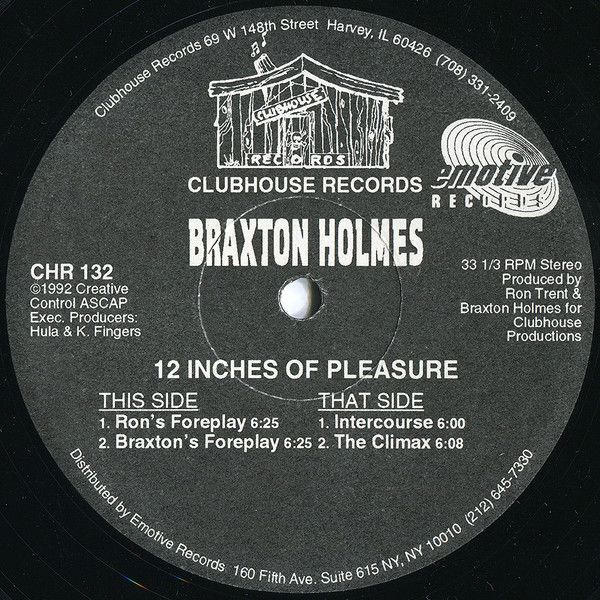 Clubhouse Records 69 W 148th Street Harvey, IL 60426 (708) 331-2409
CLUBHOUSE
RECORDS
CLUBHOUSE RECORDS
emotive
RECORDS
BRAXTON HOLMES
CHR 132
©1992 Creative
Control ASCAP
Exec. Producers:
Hula & K. Fingers
33 1/3 RPM Stereo
Produced by
Ron Trent &
Braxton Holmes for
Clubhouse
Productions
12 INCHES OF PLEASURE
THIS SIDE
1. Ron's Foreplay 6:25
2. Braxton's Foreplay 6:25
THAT SIDE
1. Intercourse 6:00
2. The Climax 6:08
Distributed by Emotive Records 160 Fifth Ave. Suite 615 NY, NY 10010 (212) 645-7330